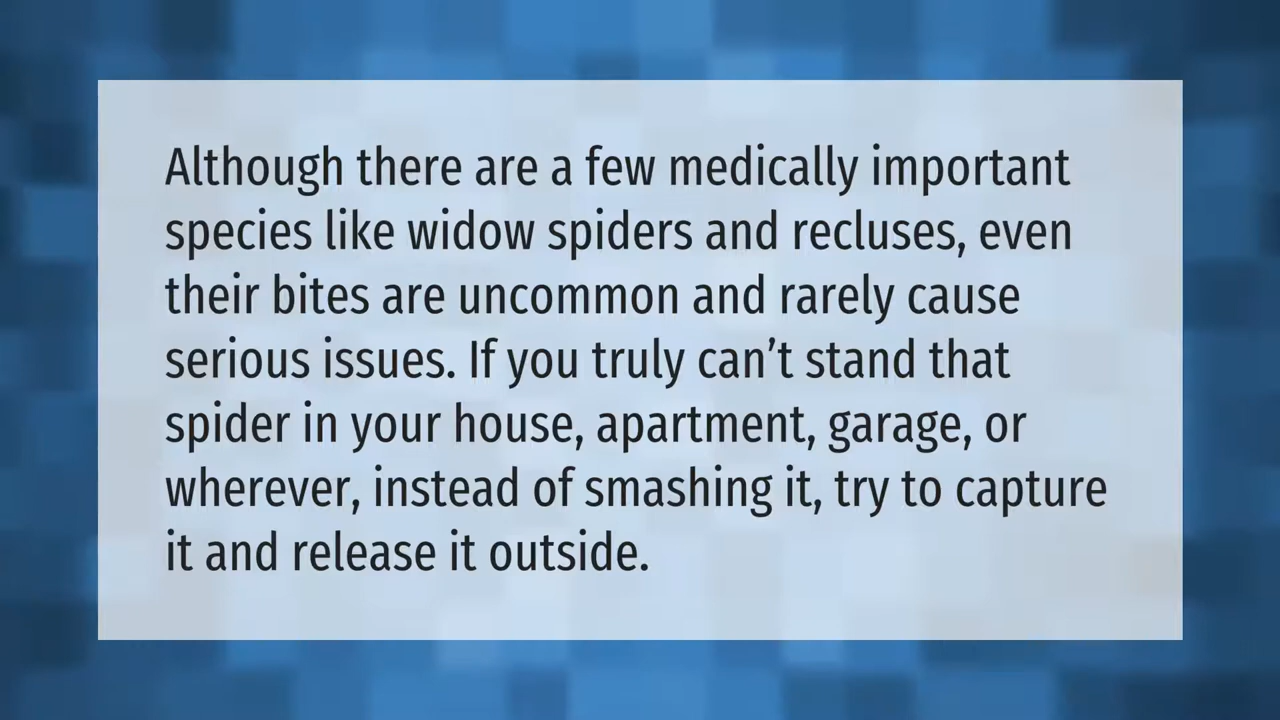 Although there are a few medically important
species like widow spiders and recluses, even
their bites are uncommon and rarely cause
serious issues. If you truly can’t stand that
spider in your house, apartment, garage, or
wherever, instead of smashing it, try to capture
it and release it outside.